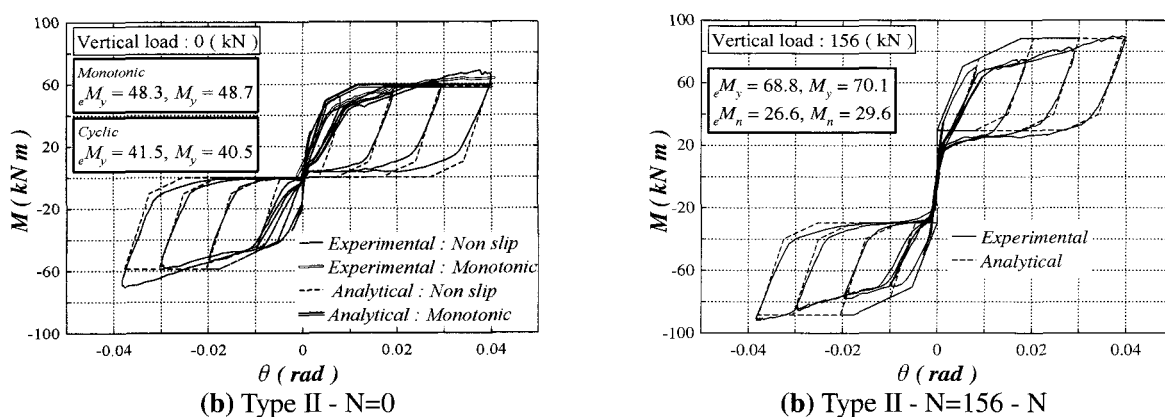 Vertical load : 0 ( kN )
Monotonic
eMy = 48.3, My = 48.7
Cyclic
eMy = 41.5, My = 40.5
100
60
20
-20
-60
-100
M ( kN m )
Experimental : Non slip
Experimental : Monotonic
Analytical : Non slip
Analytical : Monotonic
-0.04 -0.02 0 0.02 0.04
θ ( rad )
(b) Type II - N=0
Vertical load : 156 ( kN )
eMy = 68.8, My = 70.1
eMn = 26.6, Mn = 29.6
100
60
20
-20
-60
-100
M ( kN m )
Experimental
Analytical
-0.04 -0.02 0 0.02 0.04
θ ( rad )
(b) Type II - N=156 - N